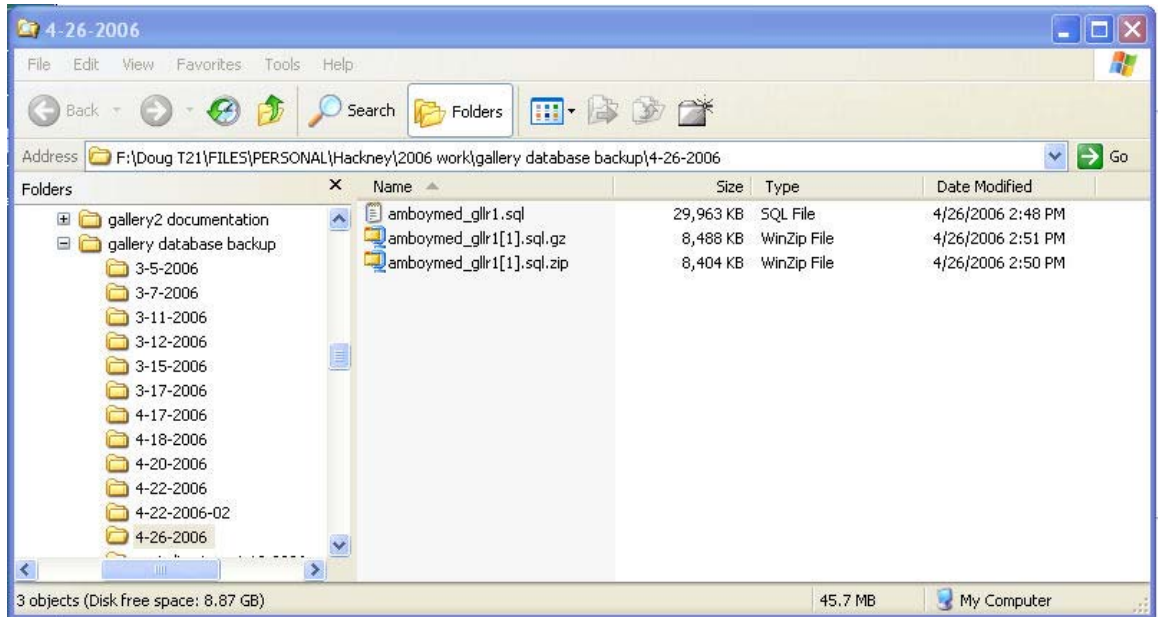 4-26-2006
File Edit View Favorites Tools Help
Back Search Folders
Address F:\Doug T21\FILES\PERSONAL\Hackney\2006 work\gallery database backup\4-26-2006 Go
Folders x Name Size Type Date Modified
gallery2 documentation
gallery database backup
3-5-2006
3-7-2006
3-11-2006
3-12-2006
3-15-2006
3-17-2006
4-17-2006
4-18-2006
4-20-2006
4-22-2006
4-22-2006-02
4-26-2006
amboymed_gllr1.sql 29,963 KB SQL File 4/26/2006 2:48 PM
amboymed_gllr1[1].sql.gz 8,488 KB WinZip File 4/26/2006 2:51 PM
amboymed_gllr1[1].sql.zip 8,404 KB WinZip File 4/26/2006 2:50 PM
3 objects (Disk free space: 8.87 GB) 45.7 MB My Computer